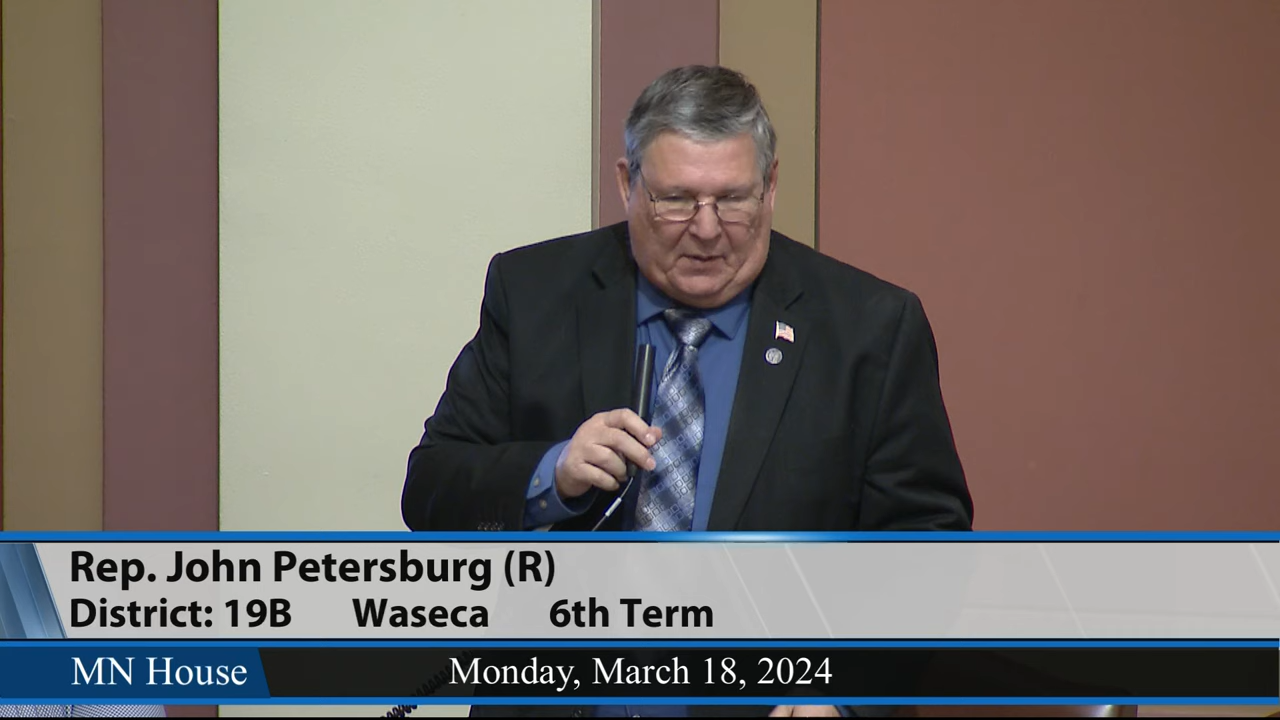 Rep. John Petersburg (R)
District: 19B Waseca 6th Term
MN House Monday, March 18, 2024